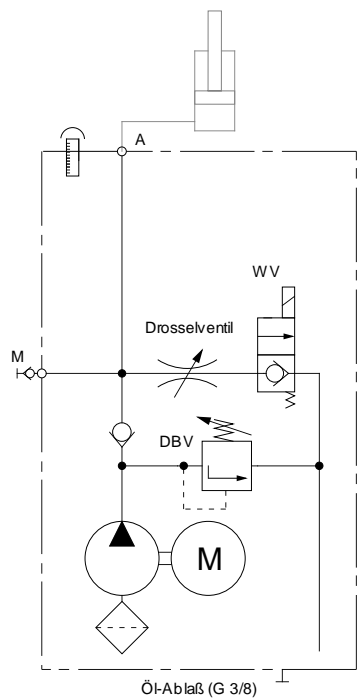 A
WV
Drosselventil
M
DBV
M
Öl-Ablaß (G 3/8)